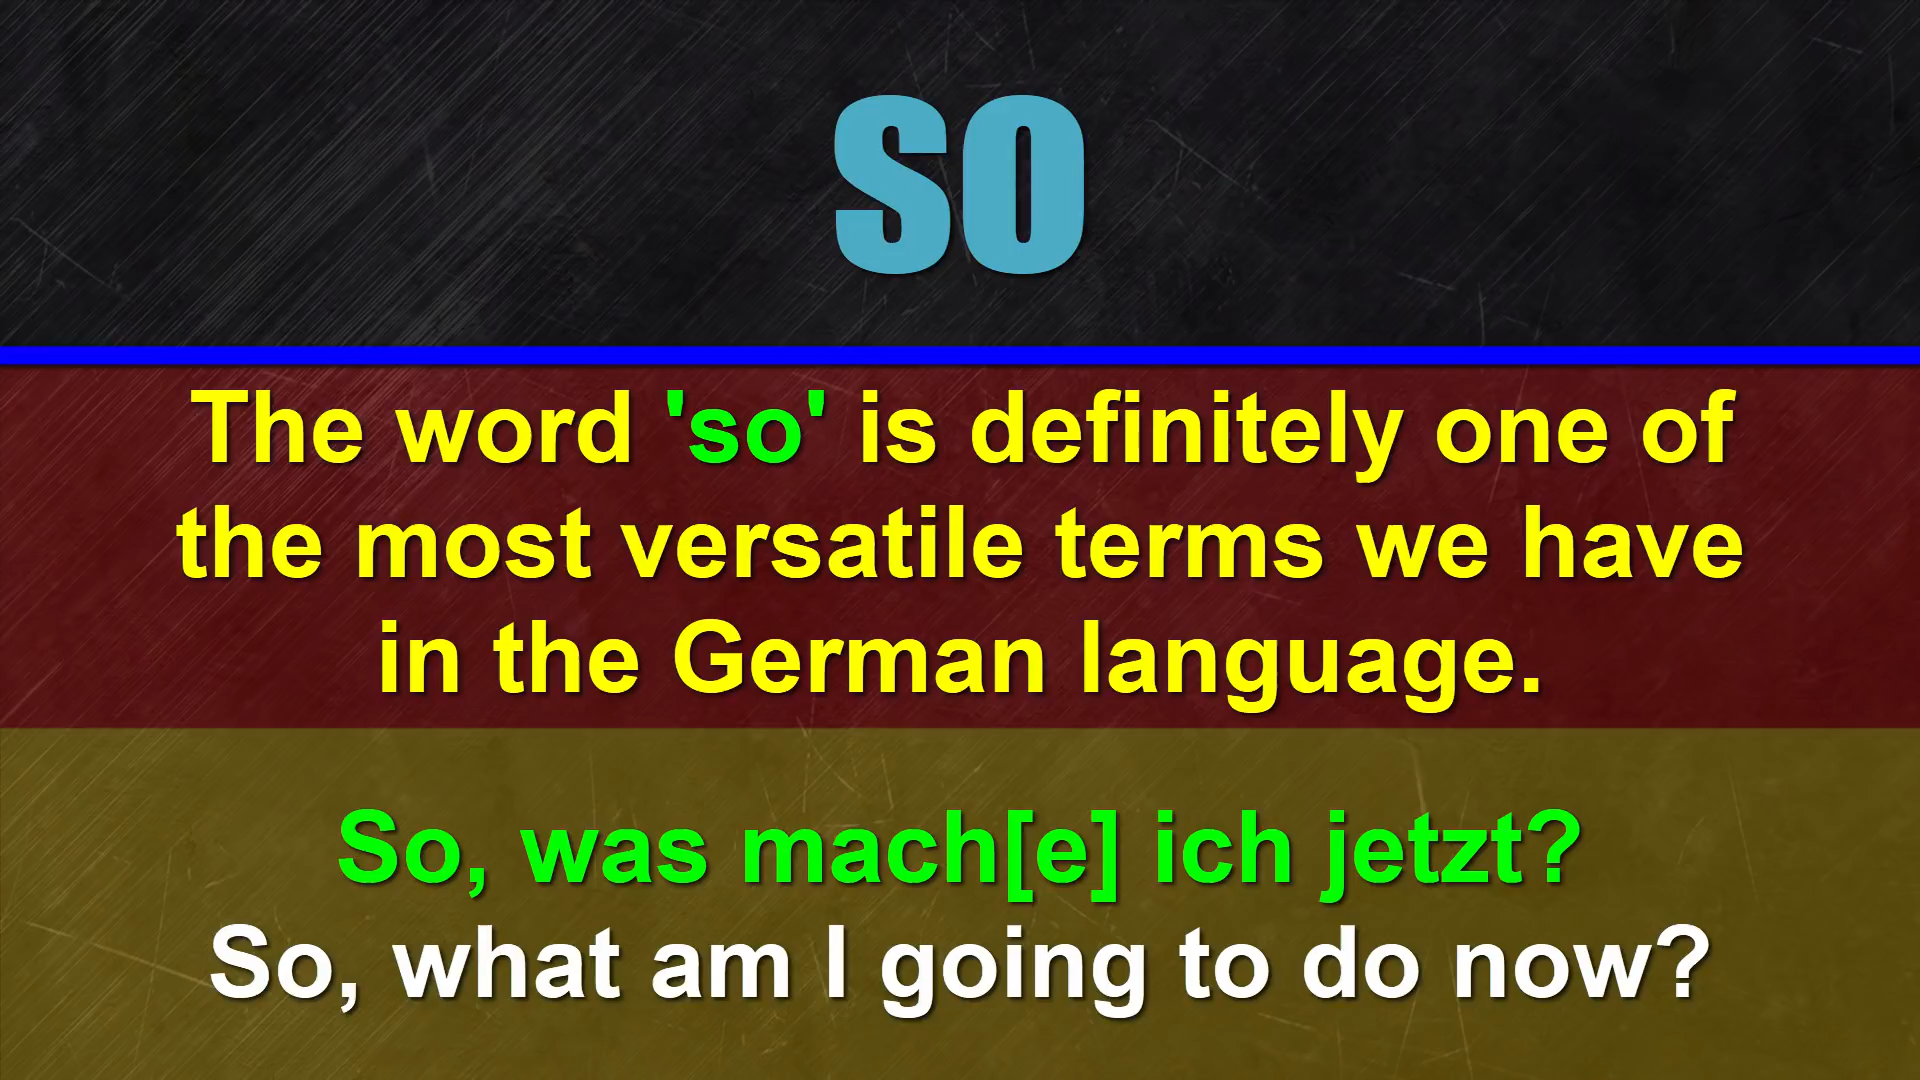 SO
The word 'so' is definitely one of
the most versatile terms we have
in the German language.
So, was mach[e] ich jetzt?
So, what am I going to do now?